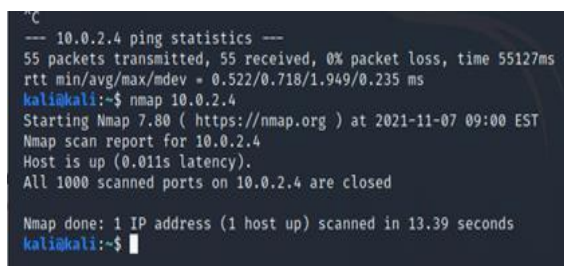 ^C
--- 10.0.2.4 ping statistics ---
55 packets transmitted, 55 received, 0% packet loss, time 55127ms
rtt min/avg/max/mdev = 0.522/0.718/1.949/0.235 ms
kali@kali:~$ nmap 10.0.2.4
Starting Nmap 7.80 ( https://nmap.org ) at 2021-11-07 09:00 EST
Nmap scan report for 10.0.2.4
Host is up (0.011s latency).
All 1000 scanned ports on 10.0.2.4 are closed
Nmap done: 1 IP address (1 host up) scanned in 13.39 seconds
kali@kali:~$